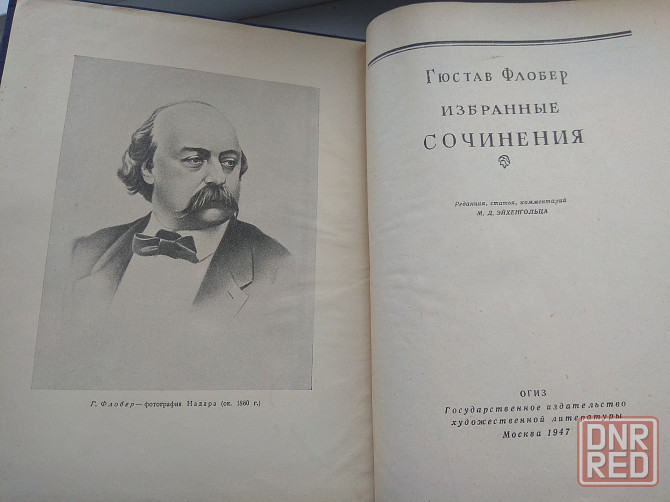 Г. Флобер — фотография Надара (ок. 1860 г.)
Гюстав Флобер
ИЗБРАННЫЕ
СОЧИНЕНИЯ
Редакция, статья, комментарий
М. Д. ЭЙХЕНГОЛЬЦА
ОГИЗ
Государственное издательство
художественной литературы
Москва 1947
DNR
RED